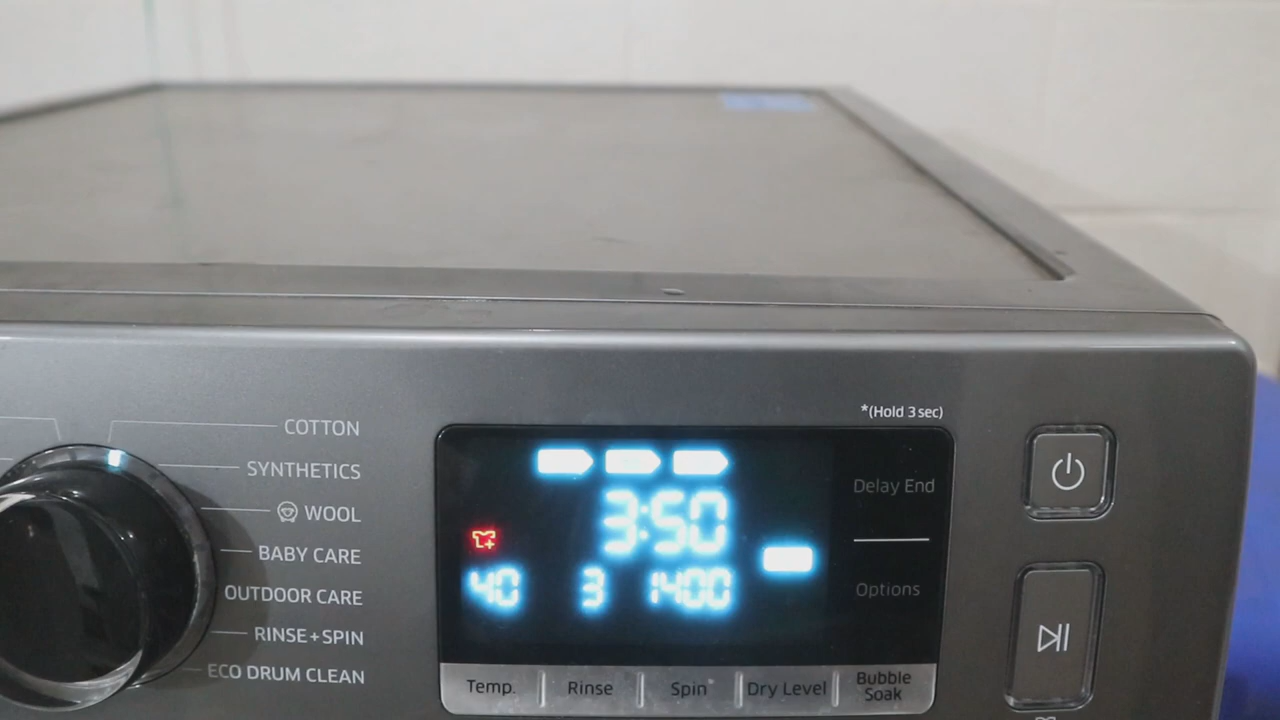 *(Hold 3 sec)
COTTON
SYNTHETICS
WOOL
BABY CARE
OUTDOOR CARE
RINSE+SPIN
ECO DRUM CLEAN
3:50
40 3 1400
Delay End
Options
Temp. Rinse Spin Dry Level Bubble Soak